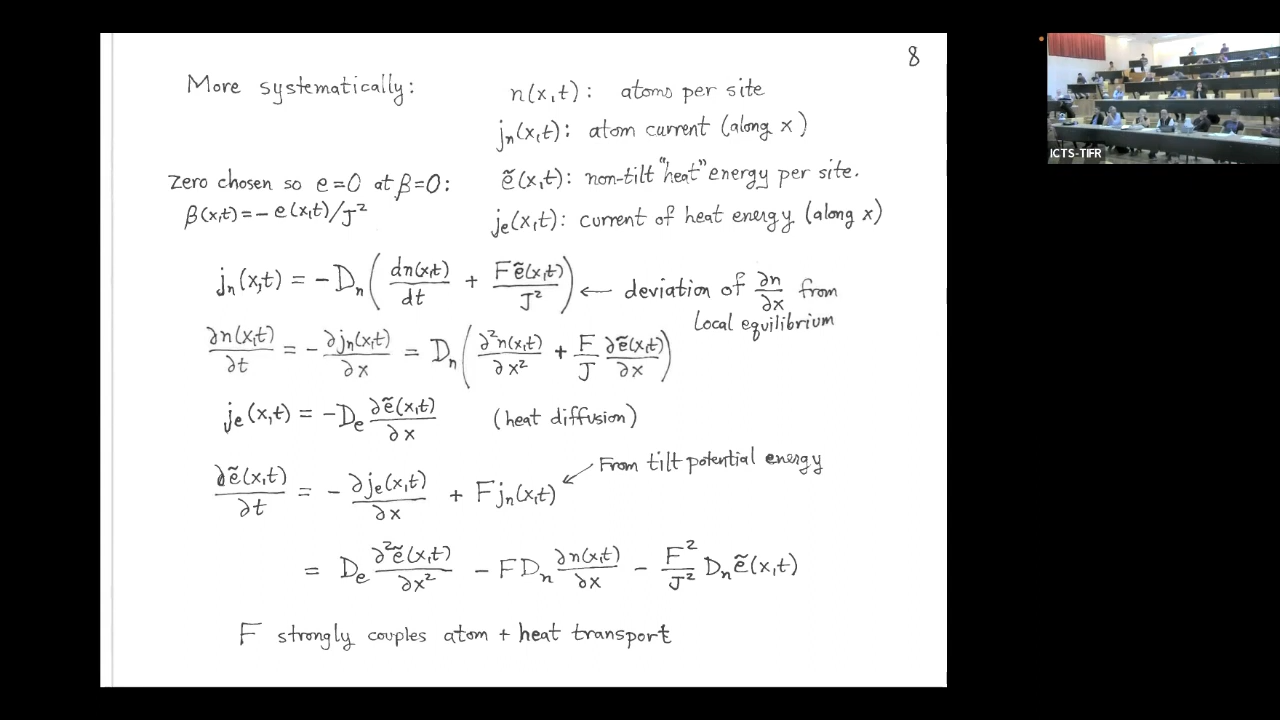 8
More systematically:
n(x,t): atoms per site
jₙ(x,t): atom current (along x)
Zero chosen so e=0 at β=0:
ẽ(x,t): non-tilt "heat" energy per site.
β(x,t) = - e(x,t)/J²
jₑ(x,t): current of heat energy (along x)
jₙ(x,t) = -Dₙ( dn(x,t)/dt + Fẽ(x,t)/J² ) ← deviation of ∂n/∂x from
Local equilibrium
∂n(x,t)/∂t = - ∂jₙ(x,t)/∂x = Dₙ( ∂²n(x,t)/∂x² + F/J ∂ẽ(x,t)/∂x )
jₑ(x,t) = -Dₑ ∂ẽ(x,t)/∂x (heat diffusion)
From tilt potential energy
∂ẽ(x,t)/∂t = - ∂jₑ(x,t)/∂x + Fjₙ(x,t)
= Dₑ ∂²ẽ(x,t)/∂x² - FDₙ ∂n(x,t)/∂x - F²/J² Dₙẽ(x,t)
F strongly couples atom + heat transport
ICTS-TIFR